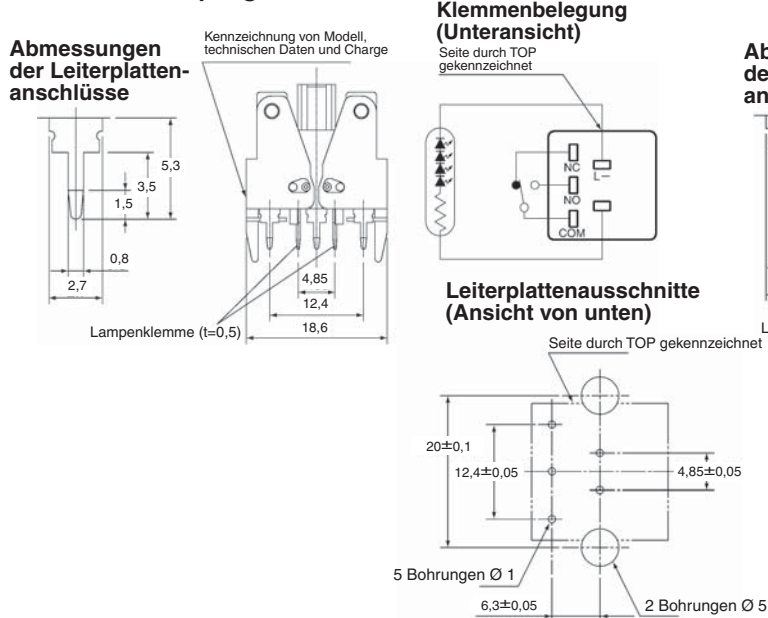 Abmessungen
der Leiterplatten-
anschlüsse
5,3
3,5
1,5
0,8
2,7
Kennzeichnung von Modell,
technischen Daten und Charge
4,85
12,4
18,6
Lampenklemme (t=0,5)
Klemmenbelegung
(Unteransicht)
Seite durch TOP
gekennzeichnet
NC
L–
NO
COM
Leiterplattenausschnitte
(Ansicht von unten)
Seite durch TOP gekennzeichnet
20±0,1
12,4±0,05
4,85±0,05
5 Bohrungen Ø 1
6,3±0,05
2 Bohrungen Ø 5